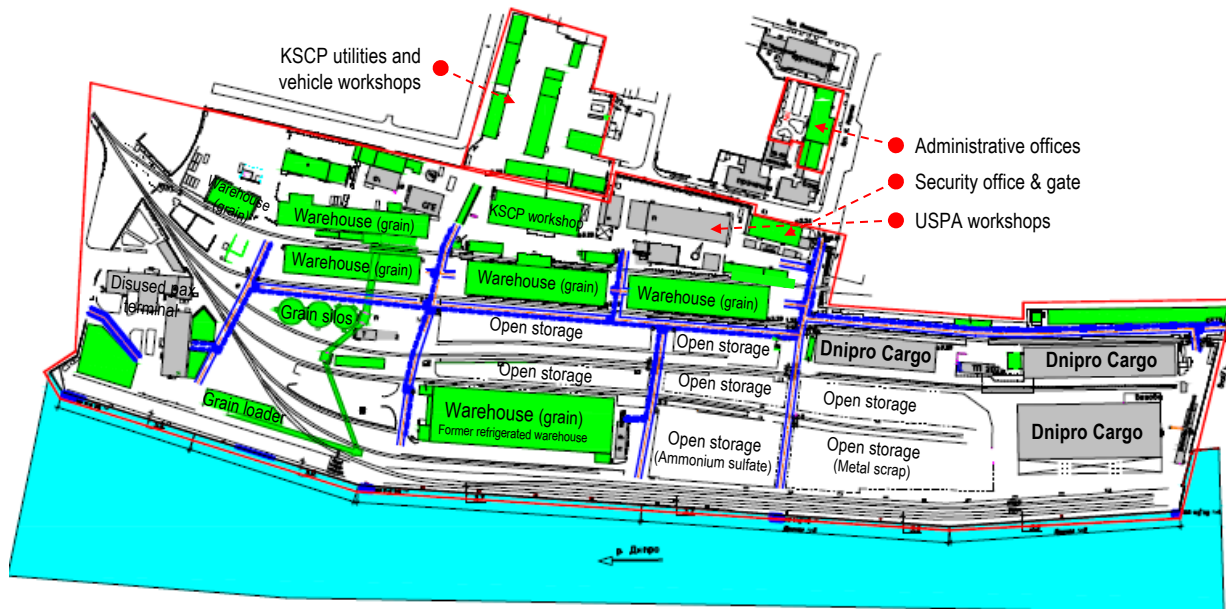 KSCP utilities and
vehicle workshops
Administrative offices
Security office & gate
USPA workshops
Warehouse
(grain)
Warehouse (grain)
KSCP workshop
ГПЕ
Warehouse (grain)
Warehouse (grain)
Warehouse (grain)
Disused pax
terminal
Grain silos
Open storage
Open storage
Dnipro Cargo
Dnipro Cargo
Open storage
Open storage
Open storage
Grain loader
Warehouse (grain)
Former refrigerated warehouse
Open storage
(Ammonium sulfate)
Open storage
(Metal scrap)
Dnipro Cargo
р. Дніпро